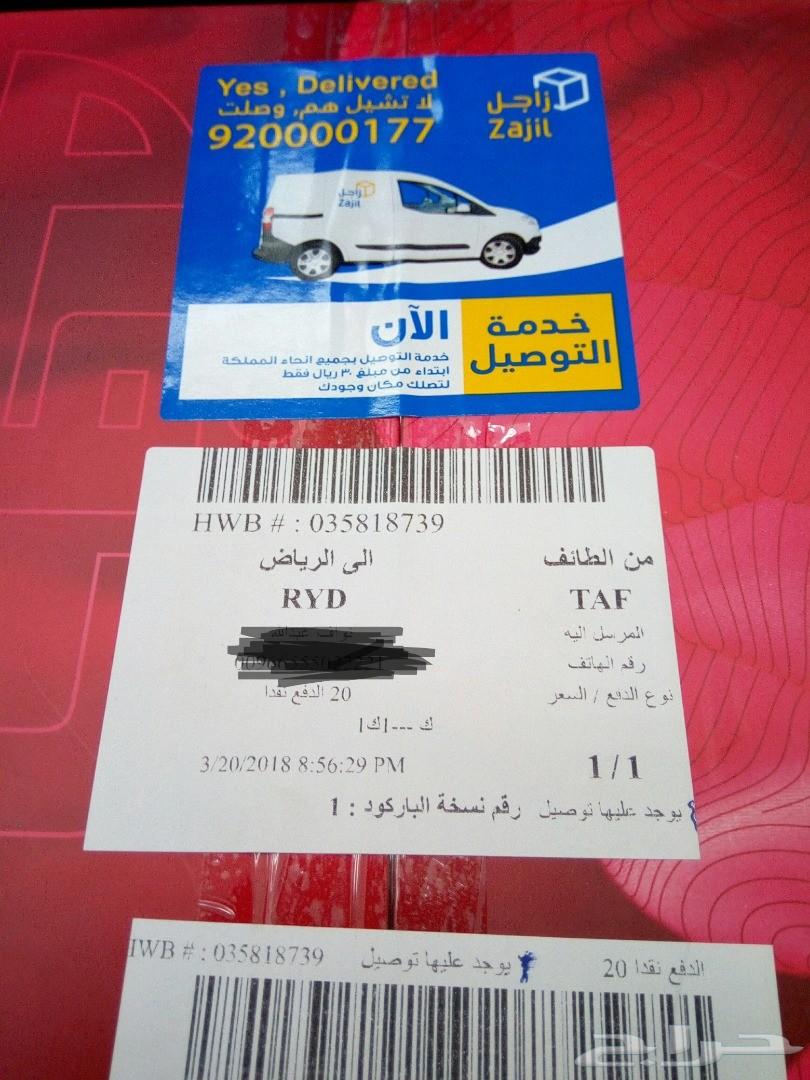 Yes , Delivered
لا تشيل هم, وصلت
920000177
زاجل
Zajil
زاجل
Zajil
خدمة
التوصيل
الآن
خدمة التوصيل بجميع انحاء المملكة
ابتداء من مبلغ ٣٠ ريال فقط
لتصلك مكان وجودك
HWB # : 035818739
من الطائف الى الرياض
TAF RYD
المرسل اليه
رقم الهاتف
نوع الدفع / السعر 20 الدفع نقدا
ك ---1ك1
1 / 1 3/20/2018 8:56:29 PM
يوجد عليها توصيل رقم نسخة الباركود : 1
HWB # : 035818739 يوجد عليها توصيل الدفع نقدا 20
حراج